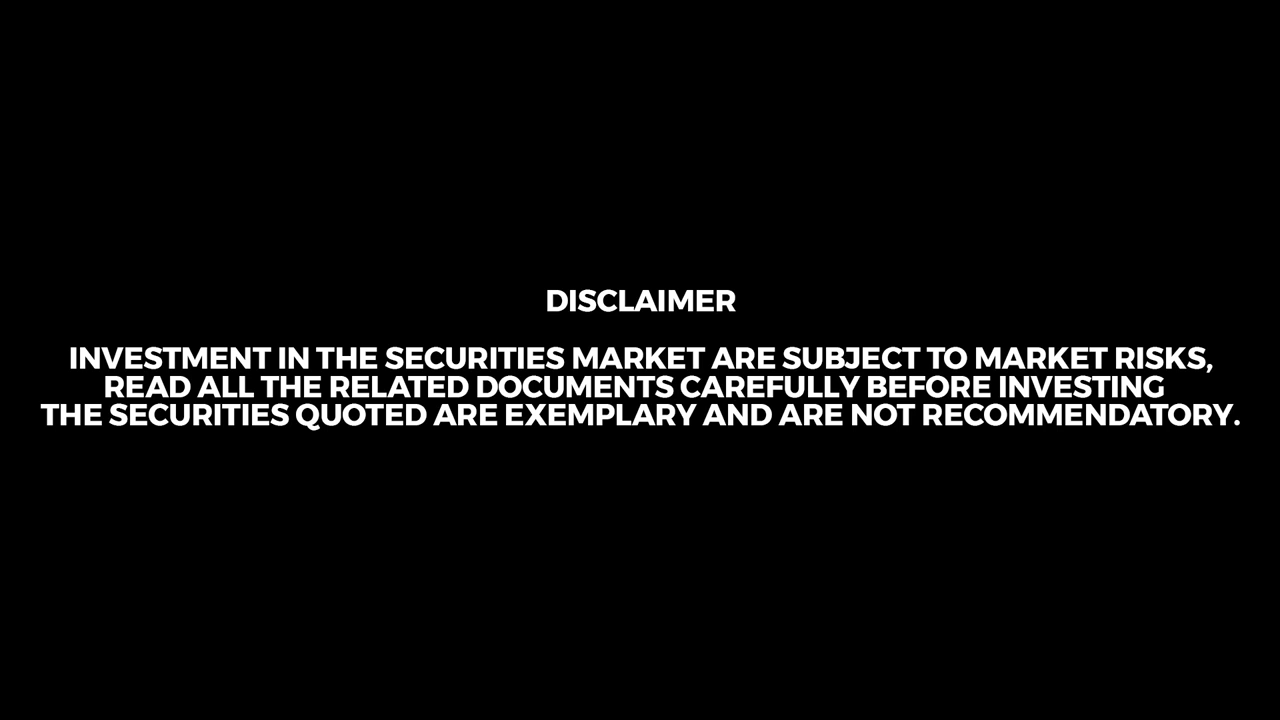 DISCLAIMER
INVESTMENT IN THE SECURITIES MARKET ARE SUBJECT TO MARKET RISKS,
READ ALL THE RELATED DOCUMENTS CAREFULLY BEFORE INVESTING
THE SECURITIES QUOTED ARE EXEMPLARY AND ARE NOT RECOMMENDATORY.